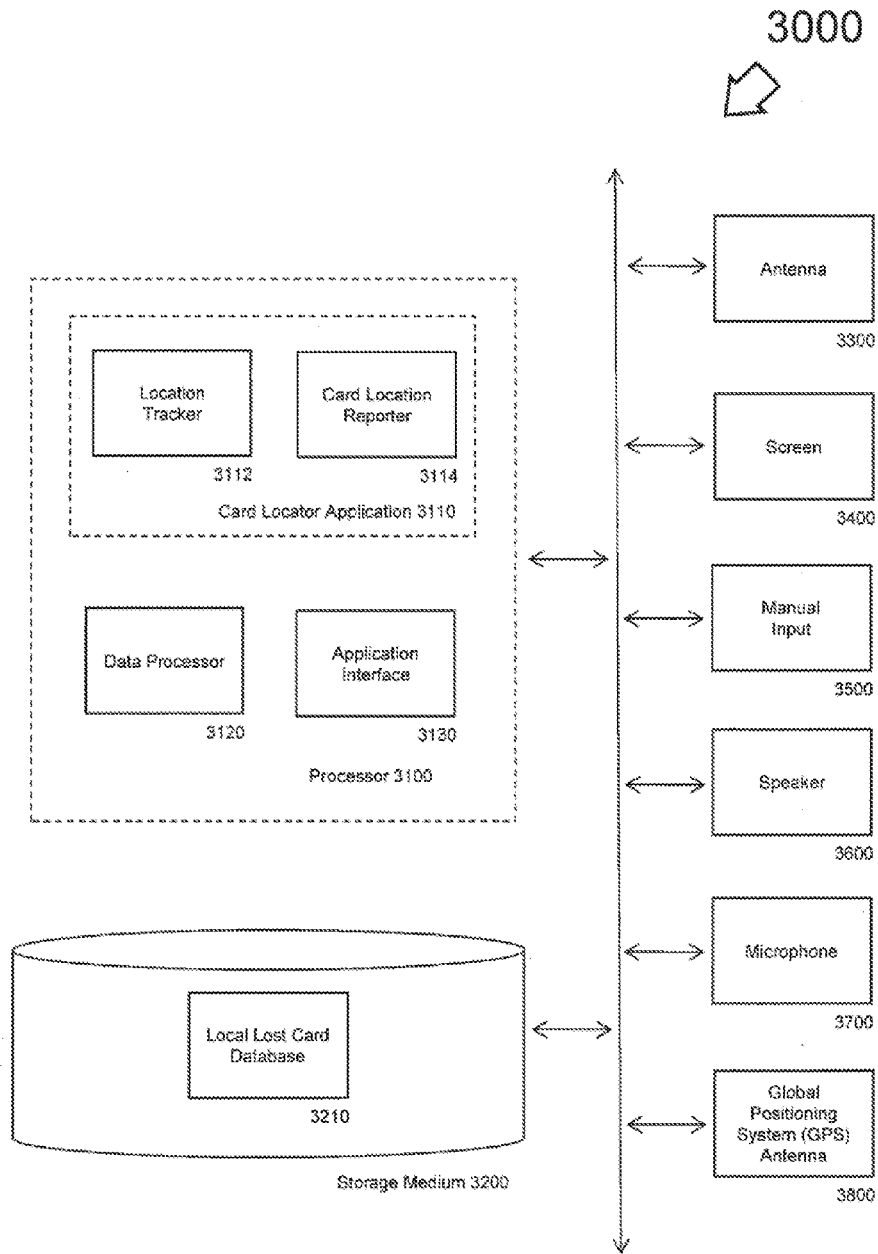 3000
Antenna
3300
Location
Tracker
3112
Card Location
Reporter
3114
Card Locator Application 3110
Screen
3400
Manual
Input
3500
Data Processor
3120
Application
Interface
3130
Processor 3100
Speaker
3600
Microphone
3700
Local Lost Card
Database
3210
Storage Medium 3200
Global
Positioning
System (GPS)
Antenna
3800